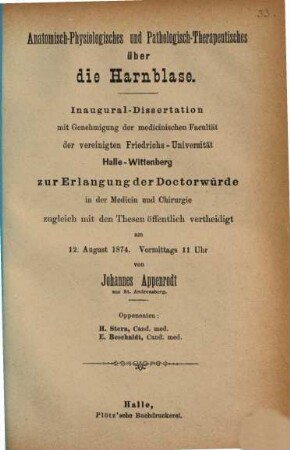 33.
Anatomisch-Physiologisches und Pathologisch-Therapeutisches
über
die Harnblase.
Inaugural-Dissertation
mit Genehmigung der medicinischen Facultät
der vereinigten Friedrichs-Universität
Halle-Wittenberg
zur Erlangung der Doctorwürde
in der Medicin und Chirurgie
zugleich mit den Thesen öffentlich vertheidigt
am
12. August 1874. Vormittags 11 Uhr
von
Johannes Appenrodt
aus St. Andreasberg.
Opponenten:
H. Stern, Cand. med.
E. Beschaldt, Cand. med.
Halle,
Plötz'sche Buchdruckerei.